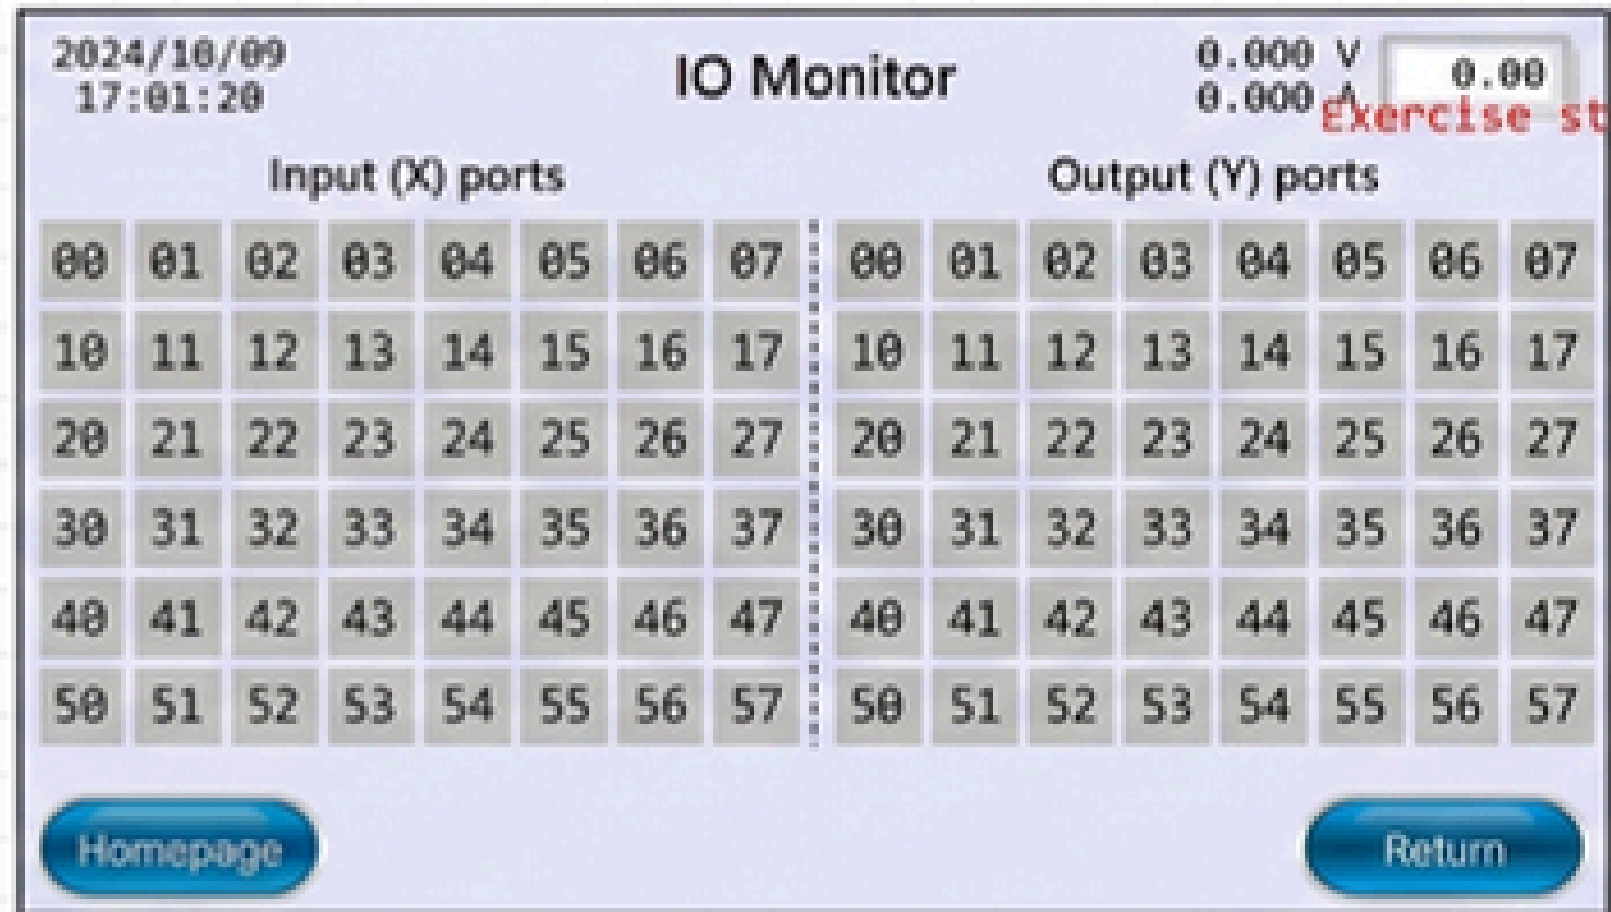 2024/10/09
17:01:20
IO Monitor
0.000 V
0.000 A
0.00
Exercise st
Input (X) ports
Output (Y) ports
00 01 02 03 04 05 06 07 00 01 02 03 04 05 06 07
10 11 12 13 14 15 16 17 10 11 12 13 14 15 16 17
20 21 22 23 24 25 26 27 20 21 22 23 24 25 26 27
30 31 32 33 34 35 36 37 30 31 32 33 34 35 36 37
40 41 42 43 44 45 46 47 40 41 42 43 44 45 46 47
50 51 52 53 54 55 56 57 50 51 52 53 54 55 56 57
Homepage
Return